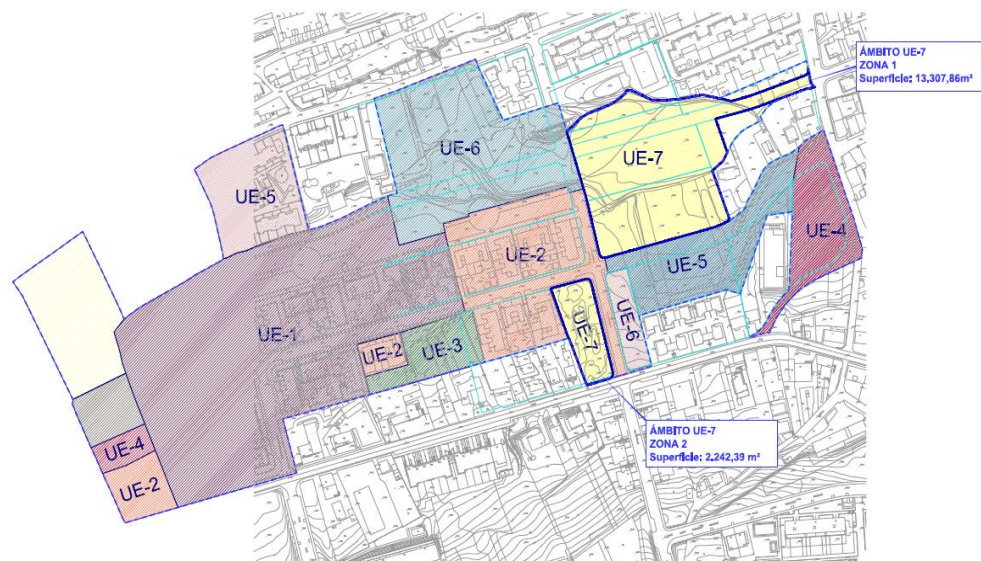 ÁMBITO UE-7
ZONA 1
Superficie: 13,307,86m²
UE-6
UE-7
UE-5
UE-4
UE-2
UE-5
UE-1
UE-6
UE-7
UE-2
UE-3
ÁMBITO UE-7
ZONA 2
Superficie: 2.242,39 m²
UE-4
UE-2